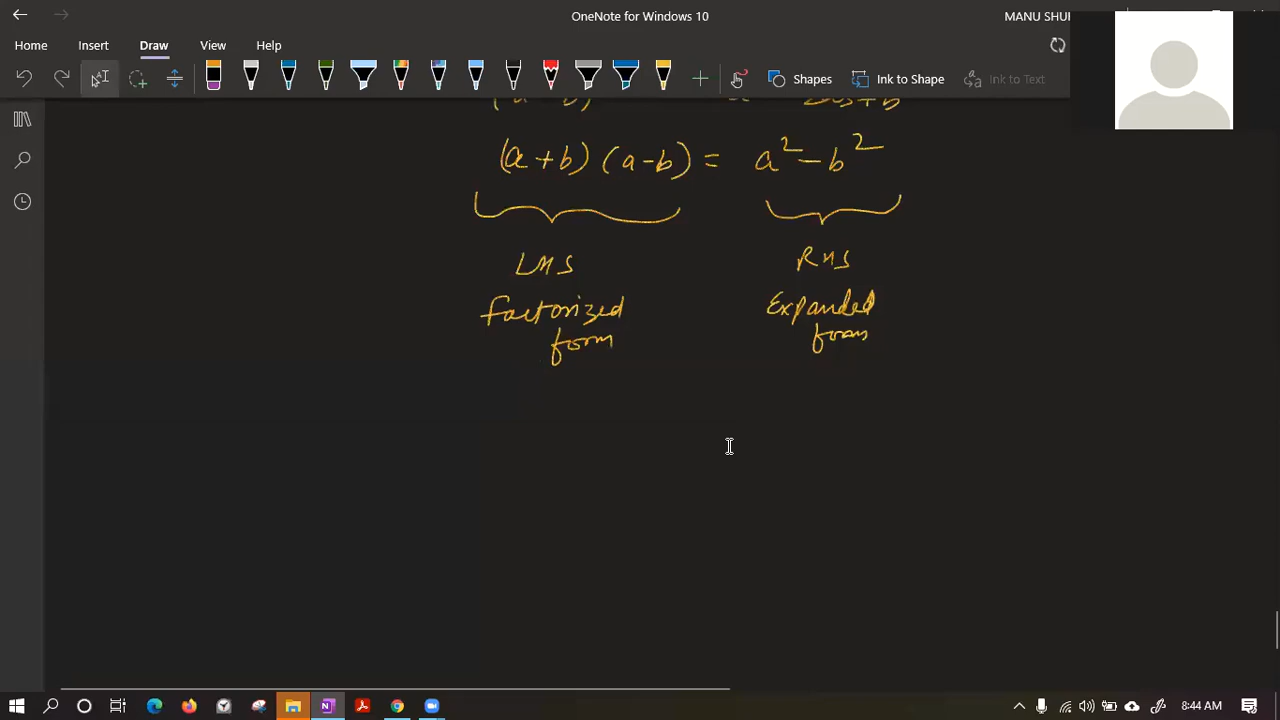 OneNote for Windows 10
MANU SHUK
Home Insert Draw View Help
Shapes Ink to Shape Ink to Text
(a+b)(a-b) = a²-b²
LHS RHS
factorized Expanded
form form
8:44 AM